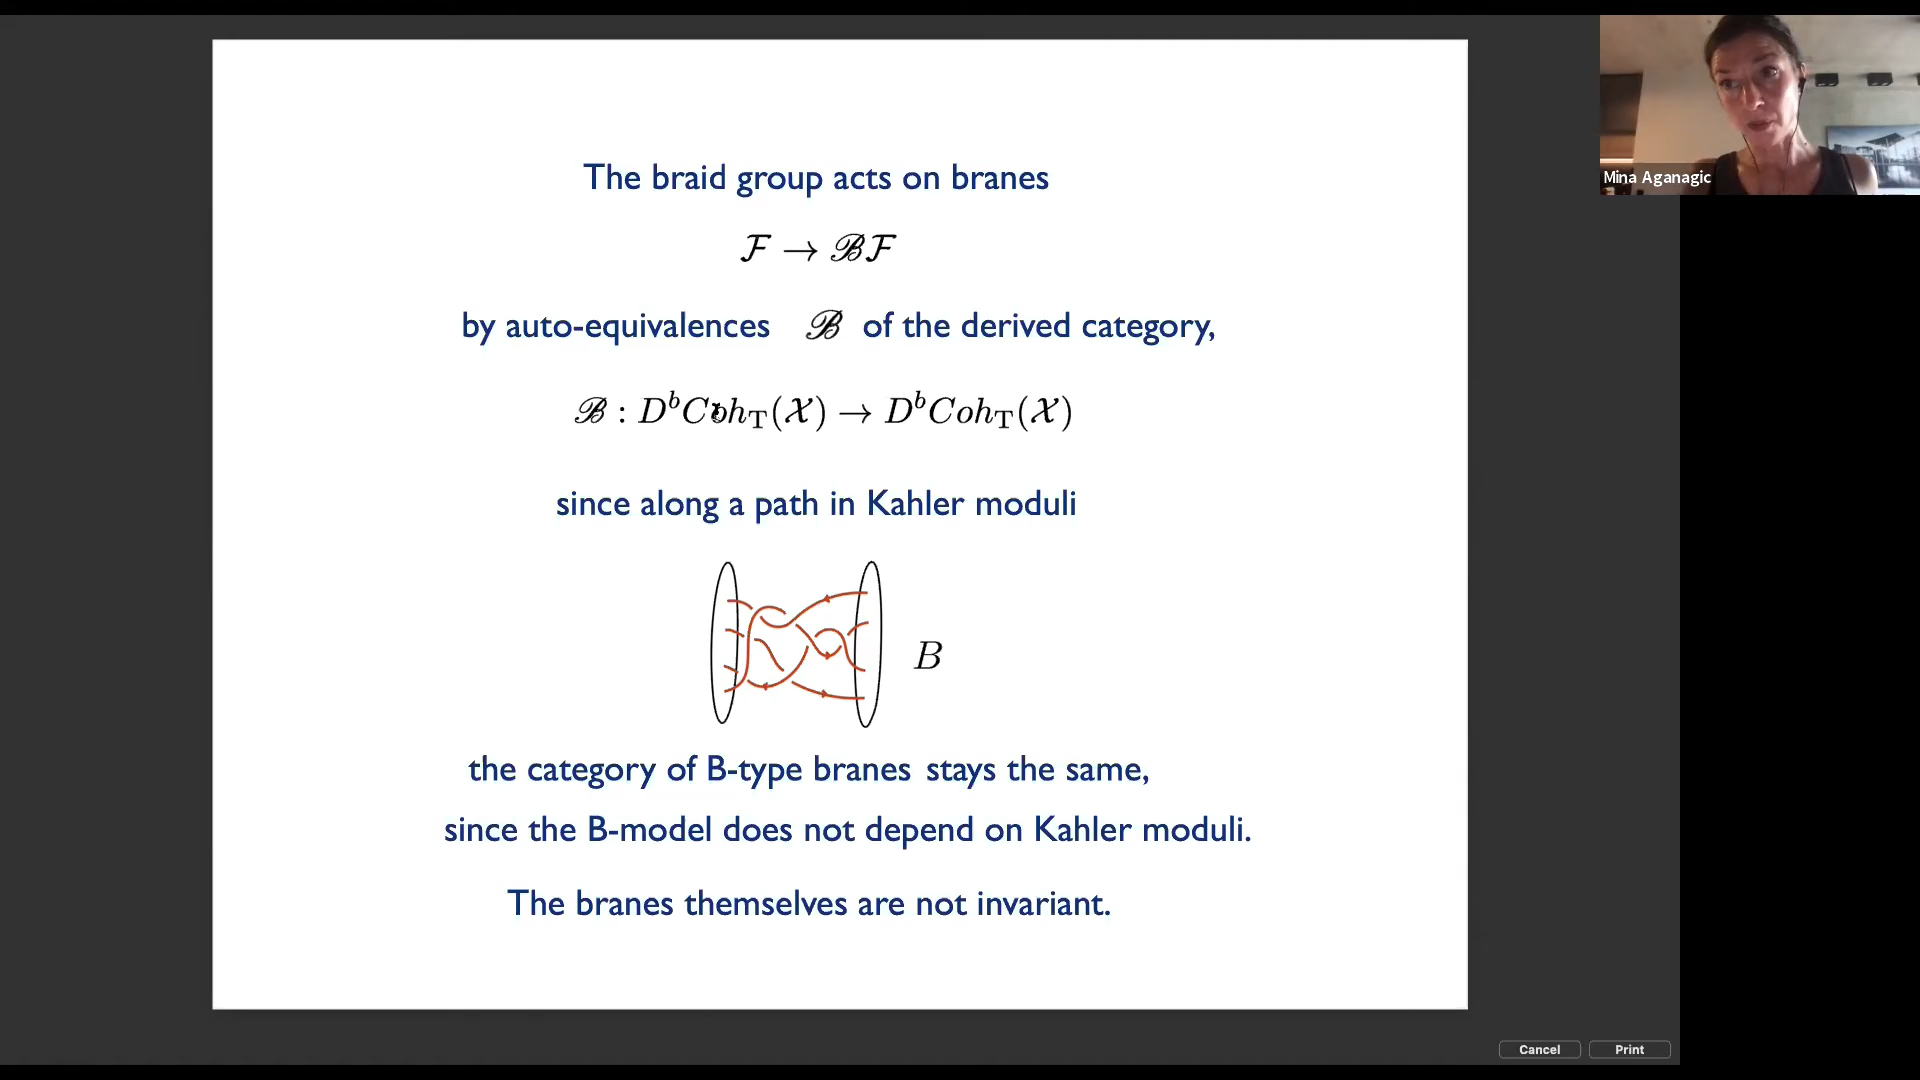 The braid group acts on branes
ℱ → ℬℱ
by auto-equivalences ℬ of the derived category,
ℬ : D^b Coh_T(𝒳) → D^b Coh_T(𝒳)
since along a path in Kahler moduli
B
the category of B-type branes stays the same,
since the B-model does not depend on Kahler moduli.
The branes themselves are not invariant.
Mina Aganagic
Cancel
Print